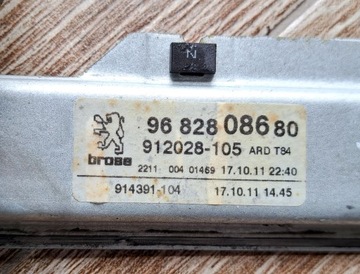 N
96 828 086 80
912028-105 ARD T84
brose
2211 004 01469 17.10.11 22:40
914391-104 17.10.11 14.45